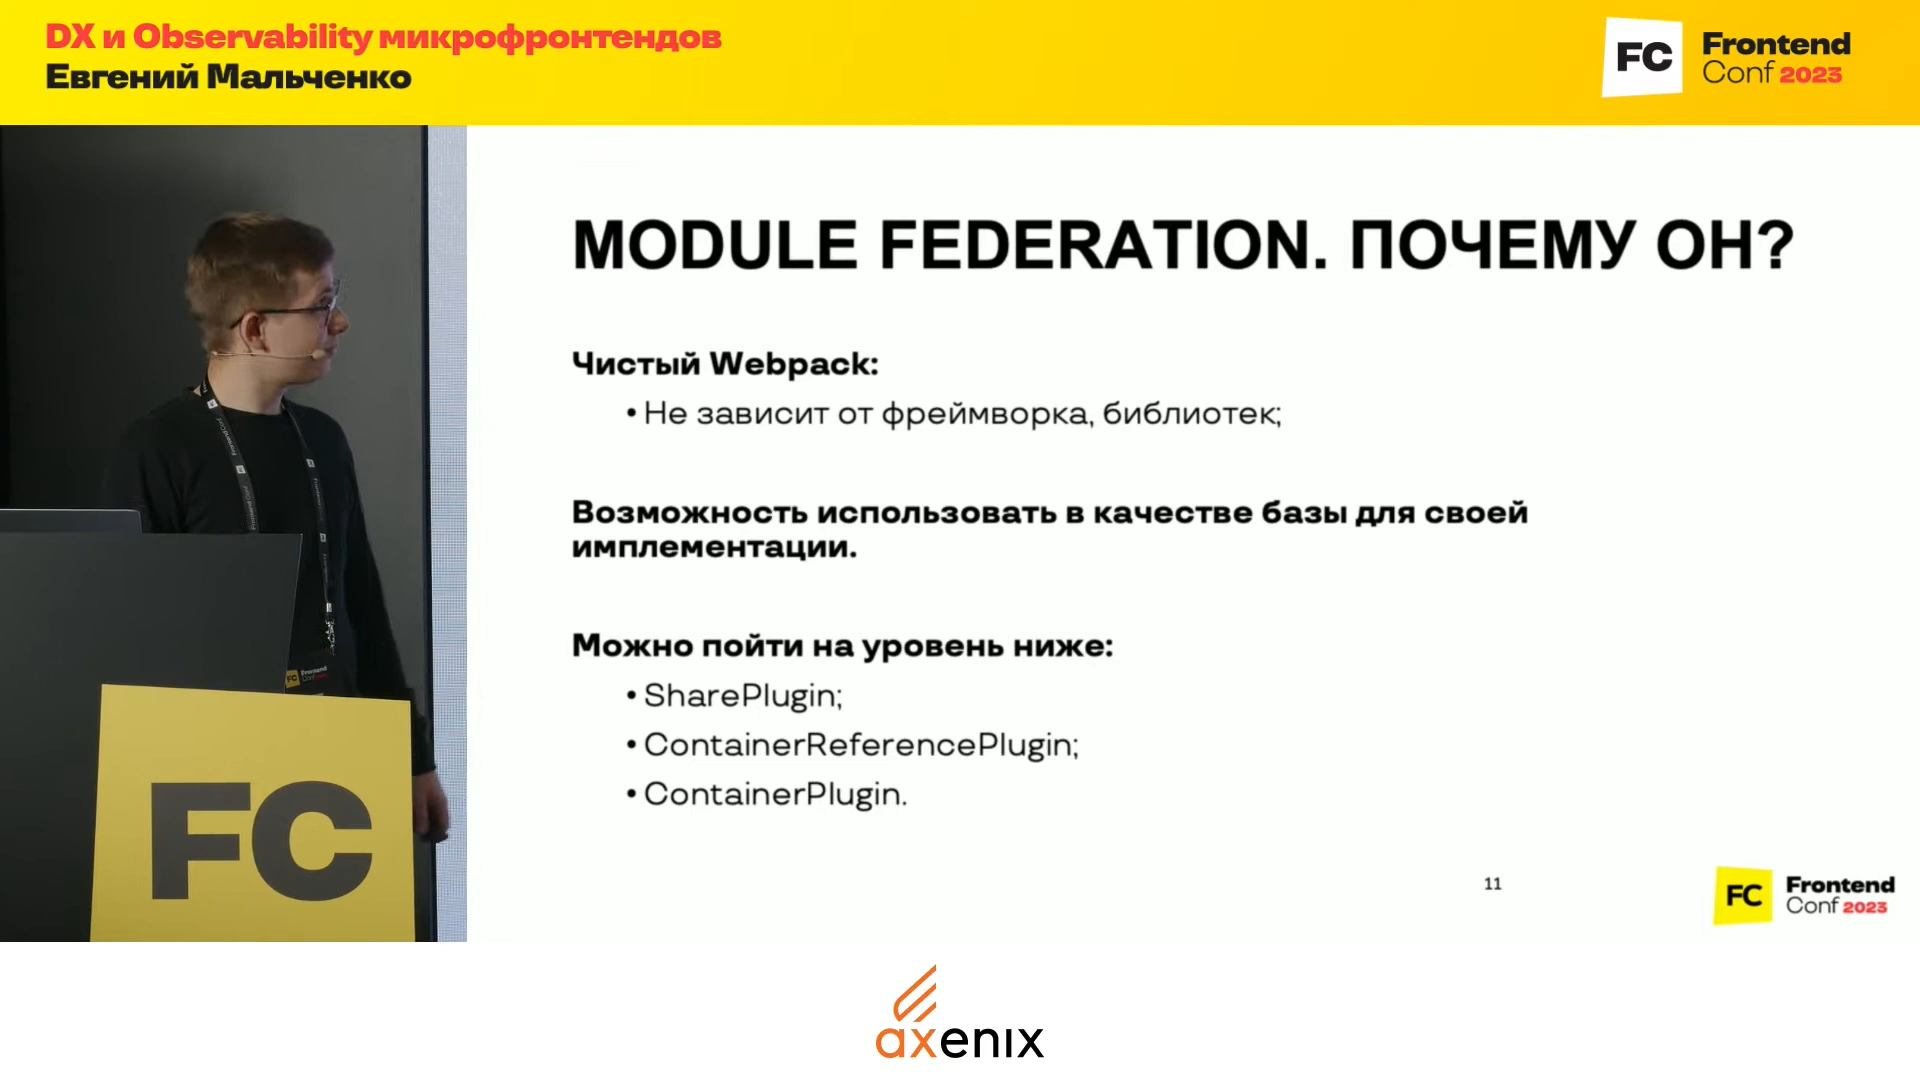 DX и Observability микрофронтендов
Евгений Мальченко
FC
Frontend
Conf 2023
MODULE FEDERATION. ПОЧЕМУ ОН?
Чистый Webpack:
• Не зависит от фреймворка, библиотек;
Возможность использовать в качестве базы для своей
имплементации.
Можно пойти на уровень ниже:
• SharePlugin;
• ContainerReferencePlugin;
• ContainerPlugin.
11
FC
Frontend
Conf 2023
FC
Frontend
FC
axenix